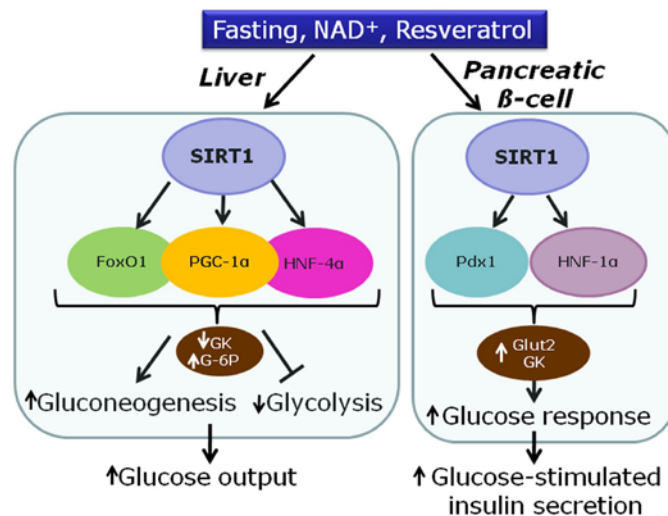 Fasting, NAD⁺, Resveratrol
Liver
Pancreatic
ß-cell
SIRT1
FoxO1
PGC-1α
HNF-4α
↓GK
↑G-6P
↑Gluconeogenesis
↓Glycolysis
↑Glucose output
SIRT1
Pdx1
HNF-1α
↑ Glut2
GK
↑Glucose response
↑ Glucose-stimulated
insulin secretion